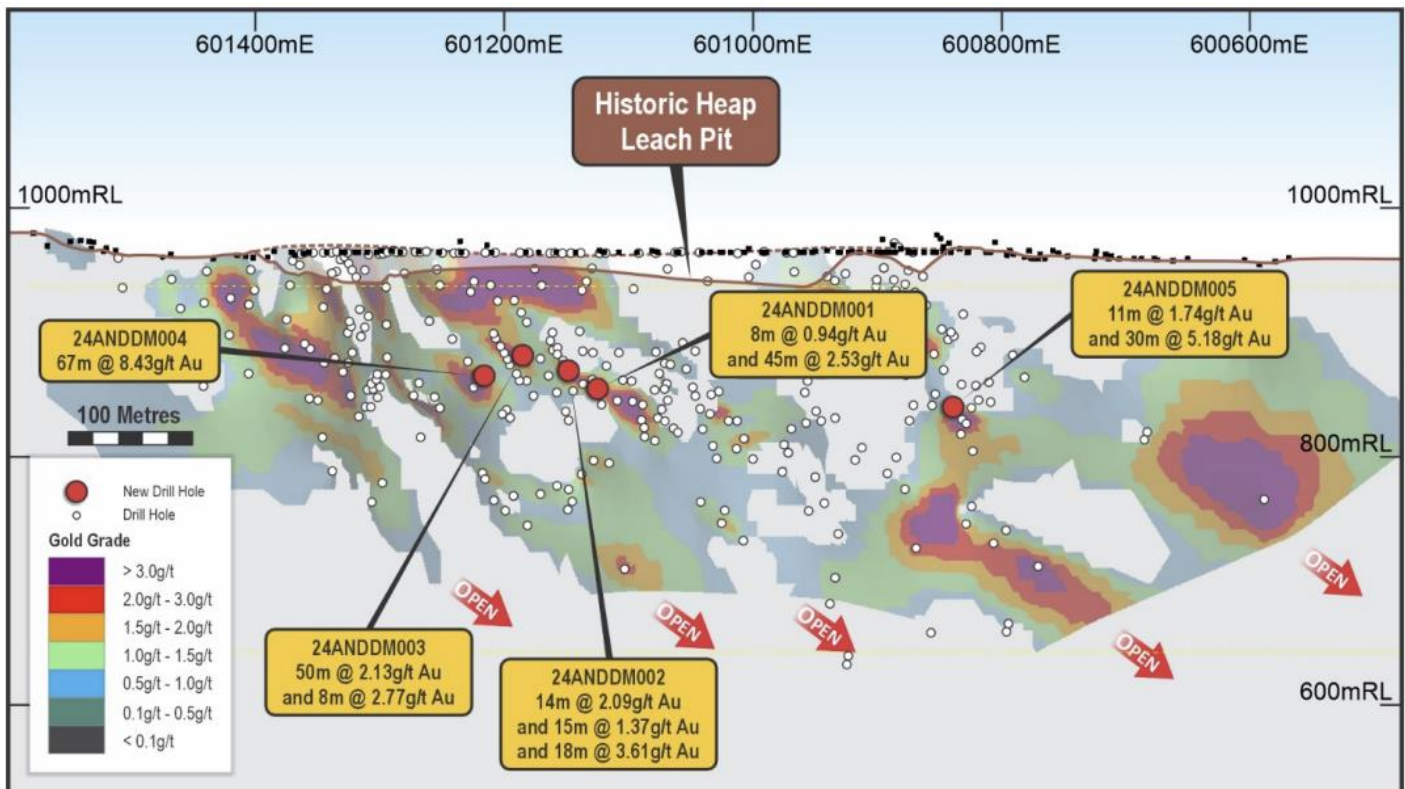 601400mE
601200mE
601000mE
600800mE
600600mE
Historic Heap
Leach Pit
1000mRL
1000mRL
24ANDDM005
11m @ 1.74g/t Au
and 30m @ 5.18g/t Au
24ANDDM001
8m @ 0.94g/t Au
and 45m @ 2.53g/t Au
24ANDDM004
67m @ 8.43g/t Au
100 Metres
800mRL
New Drill Hole
Drill Hole
Gold Grade
> 3.0g/t
2.0g/t - 3.0g/t
1.5g/t - 2.0g/t
1.0g/t - 1.5g/t
0.5g/t - 1.0g/t
0.1g/t - 0.5g/t
< 0.1g/t
OPEN
OPEN
OPEN
OPEN
OPEN
24ANDDM003
50m @ 2.13g/t Au
and 8m @ 2.77g/t Au
24ANDDM002
14m @ 2.09g/t Au
and 15m @ 1.37g/t Au
and 18m @ 3.61g/t Au
600mRL